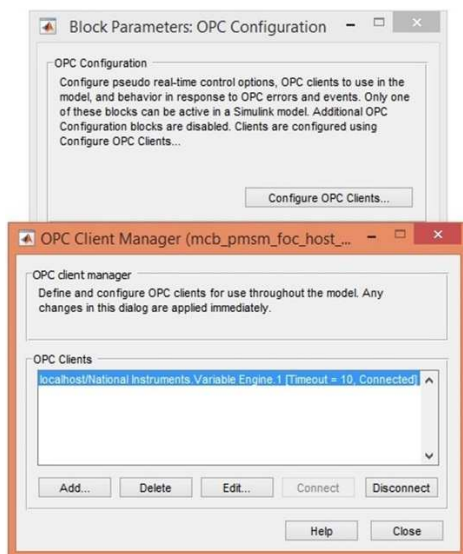 Block Parameters: OPC Configuration
OPC Configuration
Configure pseudo real-time control options, OPC clients to use in the
model, and behavior in response to OPC errors and events. Only one
of these blocks can be active in a Simulink model. Additional OPC
Configuration blocks are disabled. Clients are configured using
Configure OPC Clients...
Configure OPC Clients...
OPC Client Manager (mcb_pmsm_foc_host_...
OPC client manager
Define and configure OPC clients for use throughout the model. Any
changes in this dialog are applied immediately.
OPC Clients
localhost/National Instruments.Variable Engine.1 [Timeout = 10, Connected]
Add... Delete Edit... Connect Disconnect
Help Close